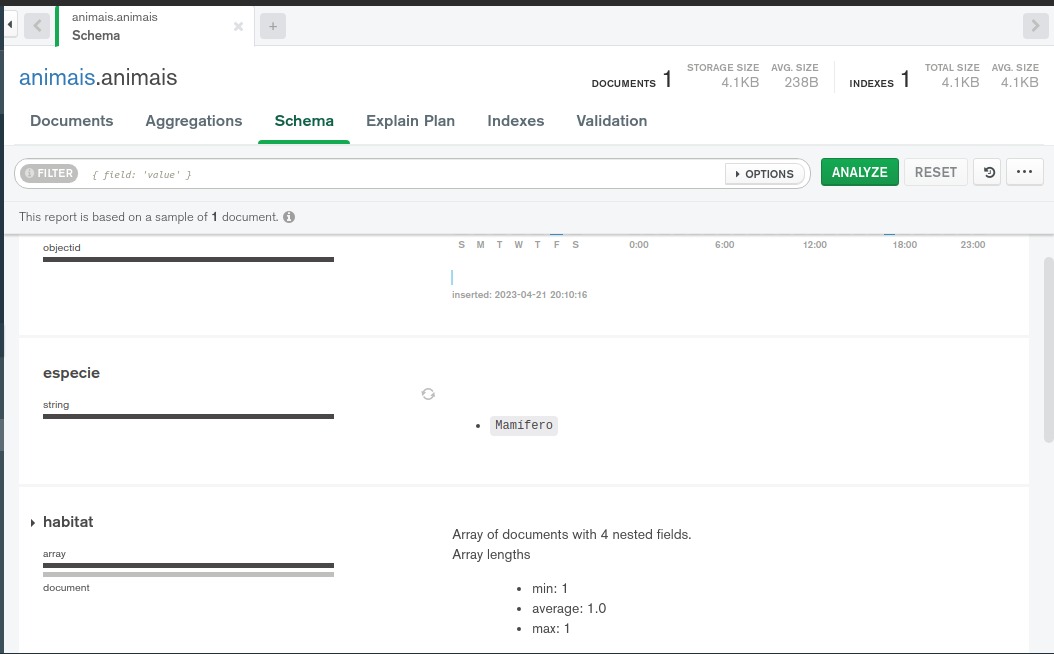 animais.animais
Schema
animais.animais
DOCUMENTS 1 STORAGE SIZE 4.1KB AVG. SIZE 238B INDEXES 1 TOTAL SIZE 4.1KB AVG. SIZE 4.1KB
Documents Aggregations Schema Explain Plan Indexes Validation
FILTER { field: 'value' } OPTIONS ANALYZE RESET ...
This report is based on a sample of 1 document.
objectid
S M T W T F S 0:00 6:00 12:00 18:00 23:00
inserted: 2023-04-21 20:10:16
especie
string
Mamifero
habitat
array
document
Array of documents with 4 nested fields.
Array lengths
min: 1
average: 1.0
max: 1